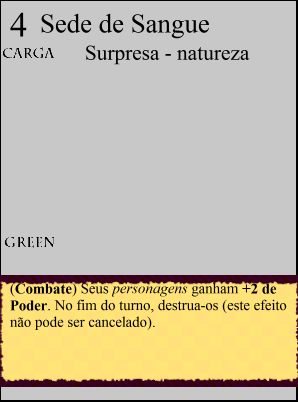 4 Sede de Sangue
CARGA Surpresa - natureza
GREEN
(Combate) Seus personagens ganham +2 de
Poder. No fim do turno, destrua-os (este efeito
não pode ser cancelado).